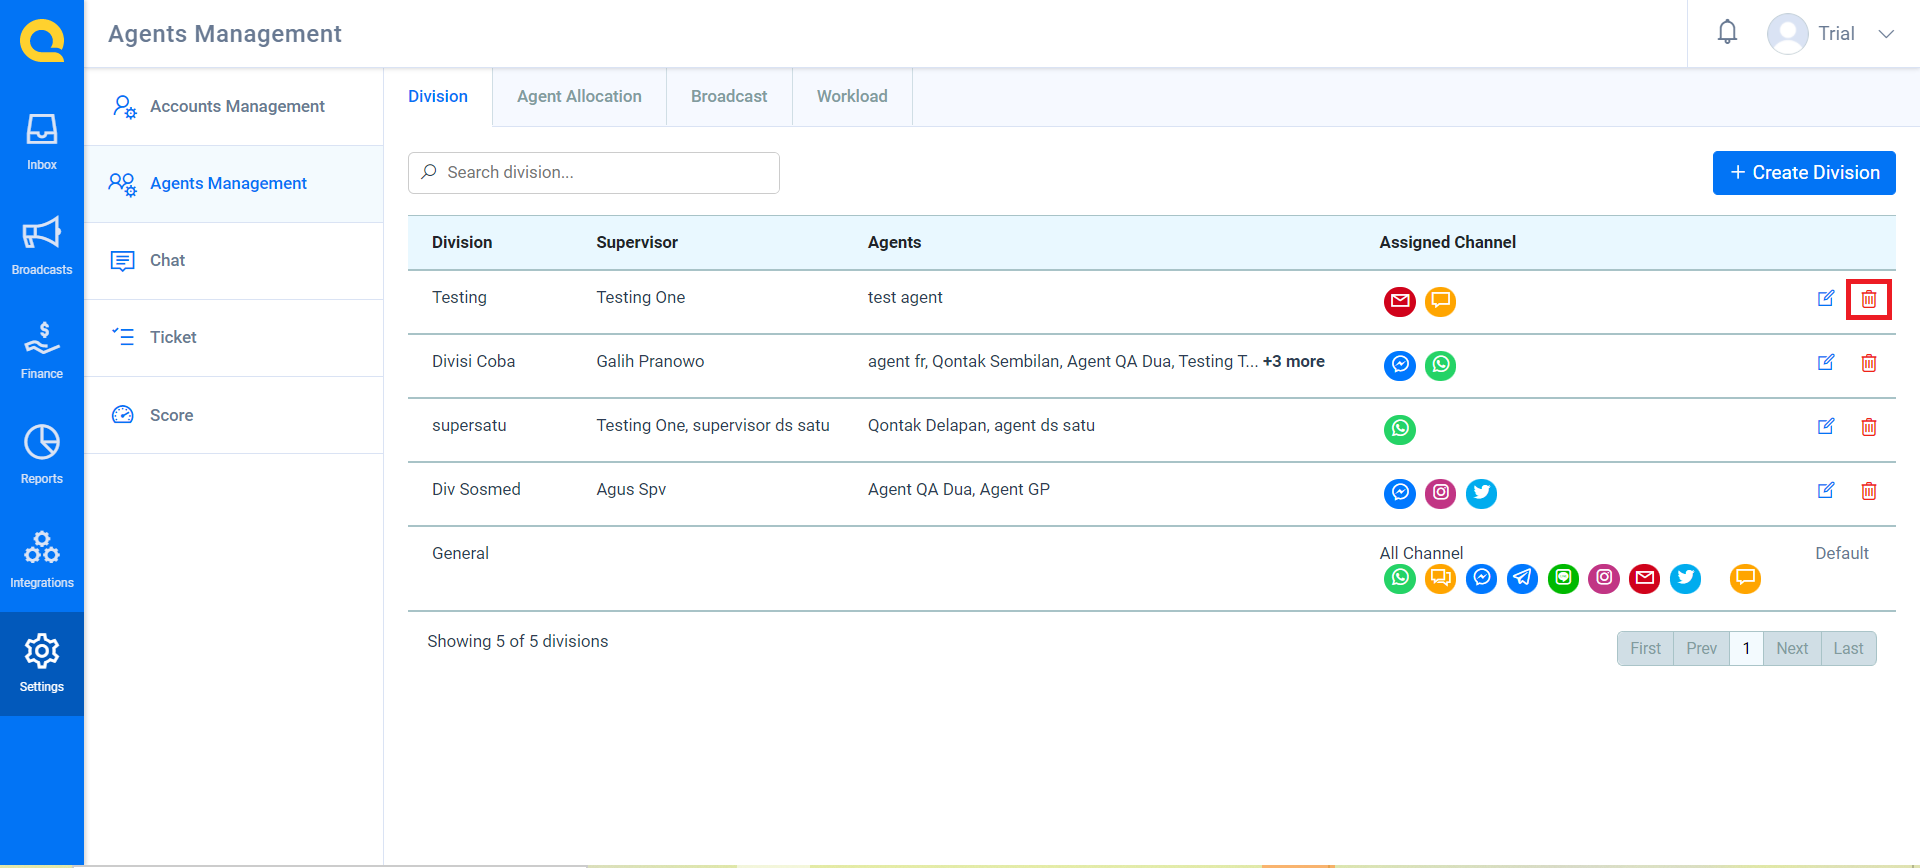 Agents Management
Trial
Inbox
Broadcasts
Finance
Reports
Integrations
Settings
Accounts Management
Agents Management
Chat
Ticket
Score
Division Agent Allocation Broadcast Workload
Search division...
+ Create Division
Division Supervisor Agents Assigned Channel
Testing Testing One test agent
Divisi Coba Galih Pranowo agent fr, Qontak Sembilan, Agent QA Dua, Testing T... +3 more
supersatu Testing One, supervisor ds satu Qontak Delapan, agent ds satu
Div Sosmed Agus Spv Agent QA Dua, Agent GP
General All Channel Default
Showing 5 of 5 divisions
First Prev 1 Next Last